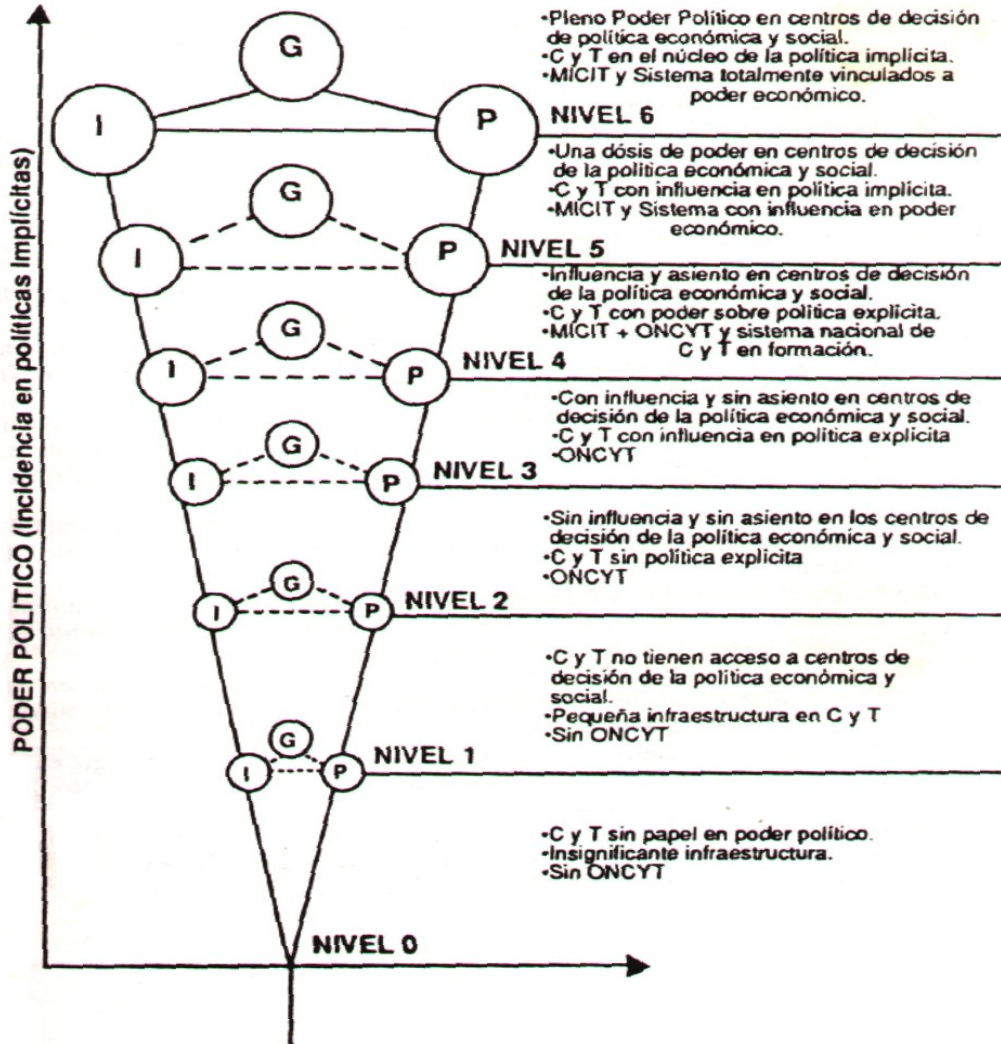 PODER POLITICO (Incidencia en políticas Implícitas)
G
I
P
•Pleno Poder Político en centros de decisión
de política económica y social.
•C y T en el núcleo de la política implícita.
•MICIT y Sistema totalmente vinculados a
poder económico.
NIVEL 6
G
I
P
•Una dósis de poder en centros de decisión
de la política económica y social.
•C y T con influencia en política implícita.
•MICIT y Sistema con influencia en poder
económico.
NIVEL 5
G
I
P
•Influencia y asiento en centros de decisión
de la política económica y social.
•C y T con poder sobre política explícita.
•MICIT + ONCYT y sistema nacional de
C y T en formación.
NIVEL 4
G
I
P
•Con influencia y sin asiento en centros de
decisión de la política económica y social.
•C y T con influencia en política explícita
•ONCYT
NIVEL 3
G
I
P
•Sin influencia y sin asiento en los centros de
decisión de la política económica y social.
•C y T sin política explicita
•ONCYT
NIVEL 2
G
I
P
•C y T no tienen acceso a centros de
decisión de la política económica y
social.
•Pequeña infraestructura en C y T
•Sin ONCYT
NIVEL 1
•C y T sin papel en poder político.
•Insignificante infraestructura.
•Sin ONCYT
NIVEL 0